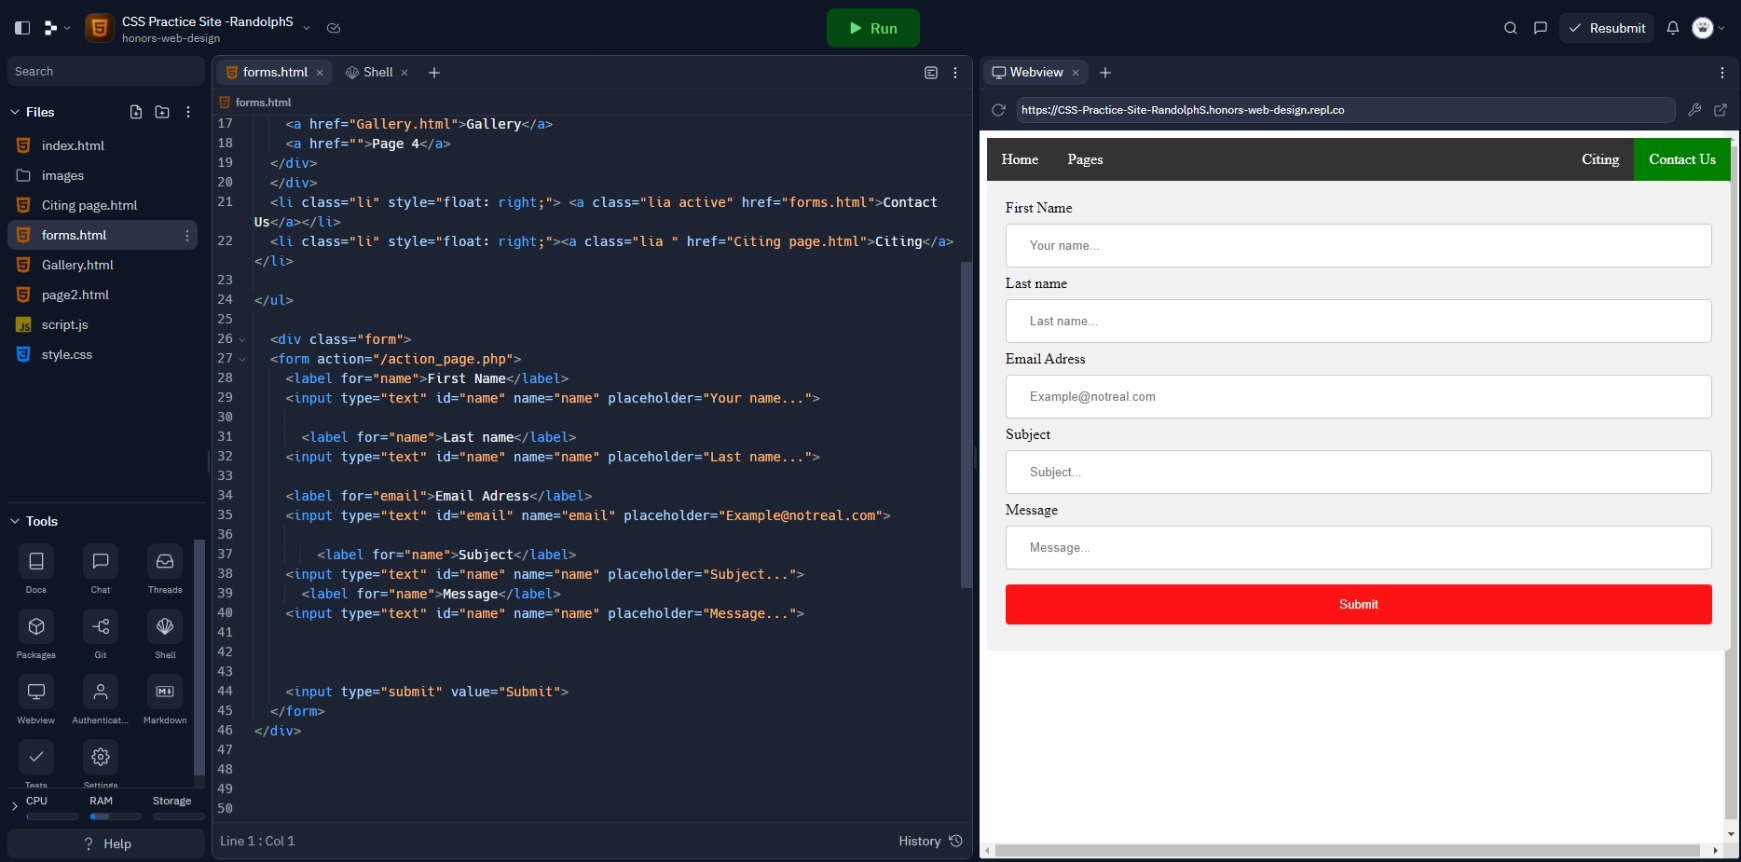 CSS Practice Site -RandolphS
honors-web-design
Run
Resubmit
Search
Files
index.html
images
Citing page.html
forms.html
Gallery.html
page2.html
script.js
style.css
Tools
Docs
Chat
Threads
Packages
Git
Shell
Webview
Authenticat...
Markdown
Tests
Settings
CPU
RAM
Storage
? Help
forms.html
Shell
forms.html
17 <a href="Gallery.html">Gallery</a>
18 <a href="">Page 4</a>
19 </div>
20 </div>
21 <li class="li" style="float: right;"> <a class="lia active" href="forms.html">Contact
Us</a></li>
22 <li class="li" style="float: right;"><a class="lia " href="Citing page.html">Citing</a>
</li>
23
24 </ul>
25
26 <div class="form">
27 <form action="/action_page.php">
28 <label for="name">First Name</label>
29 <input type="text" id="name" name="name" placeholder="Your name...">
30
31 <label for="name">Last name</label>
32 <input type="text" id="name" name="name" placeholder="Last name...">
33
34 <label for="email">Email Adress</label>
35 <input type="text" id="email" name="email" placeholder="Example@notreal.com">
36
37 <label for="name">Subject</label>
38 <input type="text" id="name" name="name" placeholder="Subject...">
39 <label for="name">Message</label>
40 <input type="text" id="name" name="name" placeholder="Message...">
41
42
43
44 <input type="submit" value="Submit">
45 </form>
46 </div>
47
48
49
50
Line 1 : Col 1
History
Webview
https://CSS-Practice-Site-RandolphS.honors-web-design.repl.co
Home
Pages
Citing
Contact Us
First Name
Your name...
Last name
Last name...
Email Adress
Example@notreal.com
Subject
Subject...
Message
Message...
Submit